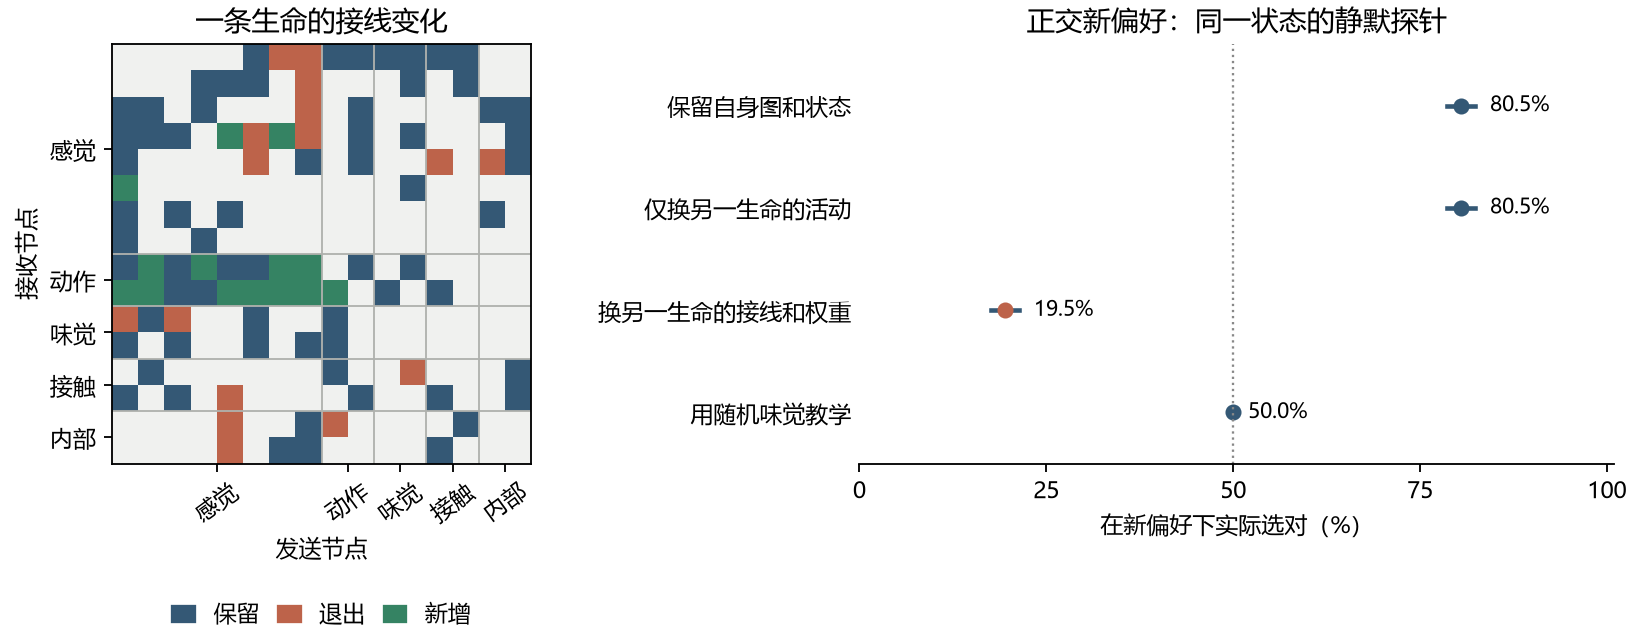 一条生命的接线变化
接收节点
感觉
动作
味觉
接触
内部
感觉
动作
味觉
接触
内部
发送节点
保留
退出
新增
正交新偏好：同一状态的静默探针
保留自身图和状态
80.5%
仅换另一生命的活动
80.5%
换另一生命的接线和权重
19.5%
用随机味觉教学
50.0%
0
25
50
75
100
在新偏好下实际选对（%）